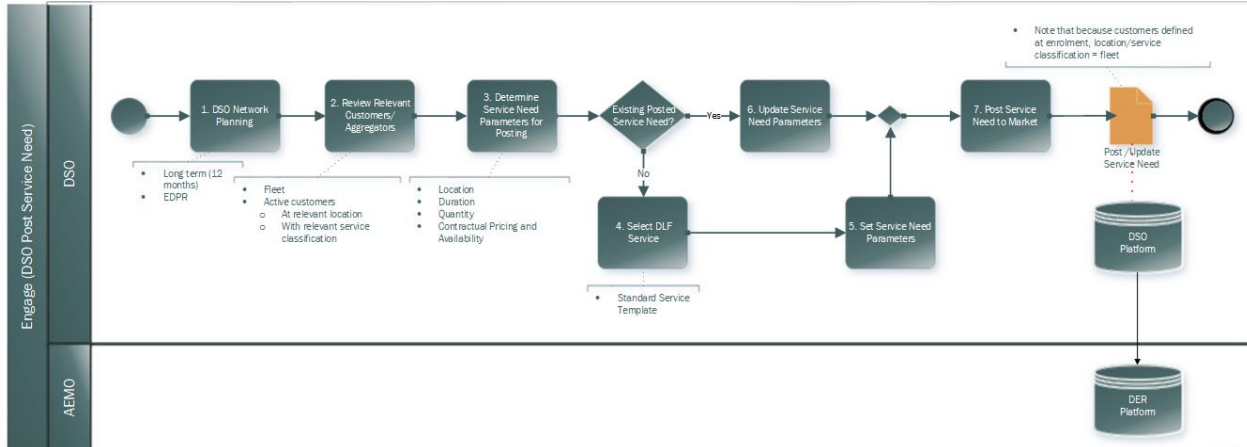 Engage (DSO Post Service Need)
DSO
1. DSO Network
Planning
• Long term (12
months)
• EDPR
2. Review Relevant
Customers/
Aggregators
• Fleet
• Active customers
o At relevant location
o With relevant service
classification
3. Determine
Service Need
Parameters for
Posting
• Location
• Duration
• Quantity
• Contractual Pricing and
Availability
Existing Posted
Service Need?
Yes
No
4. Select DLF
Service
• Standard Service
Template
5. Set Service Need
Parameters
6. Update Service
Need Parameters
7. Post Service
Need to Market
• Note that because customers defined
at enrolment, location/service
classification = fleet
Post /Update
Service Need
DSO
Platform
AEMO
DER
Platform